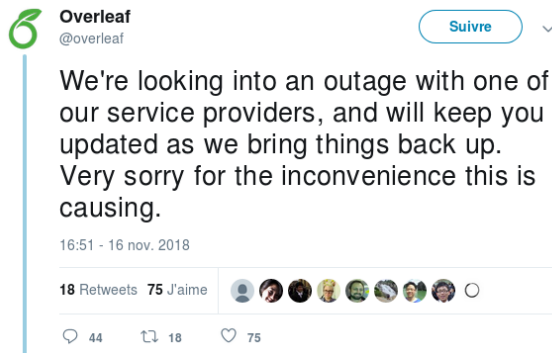 Overleaf
@overleaf
Suivre
We're looking into an outage with one of
our service providers, and will keep you
updated as we bring things back up.
Very sorry for the inconvenience this is
causing.
16:51 - 16 nov. 2018
18 Retweets 75 J'aime
44 18 75